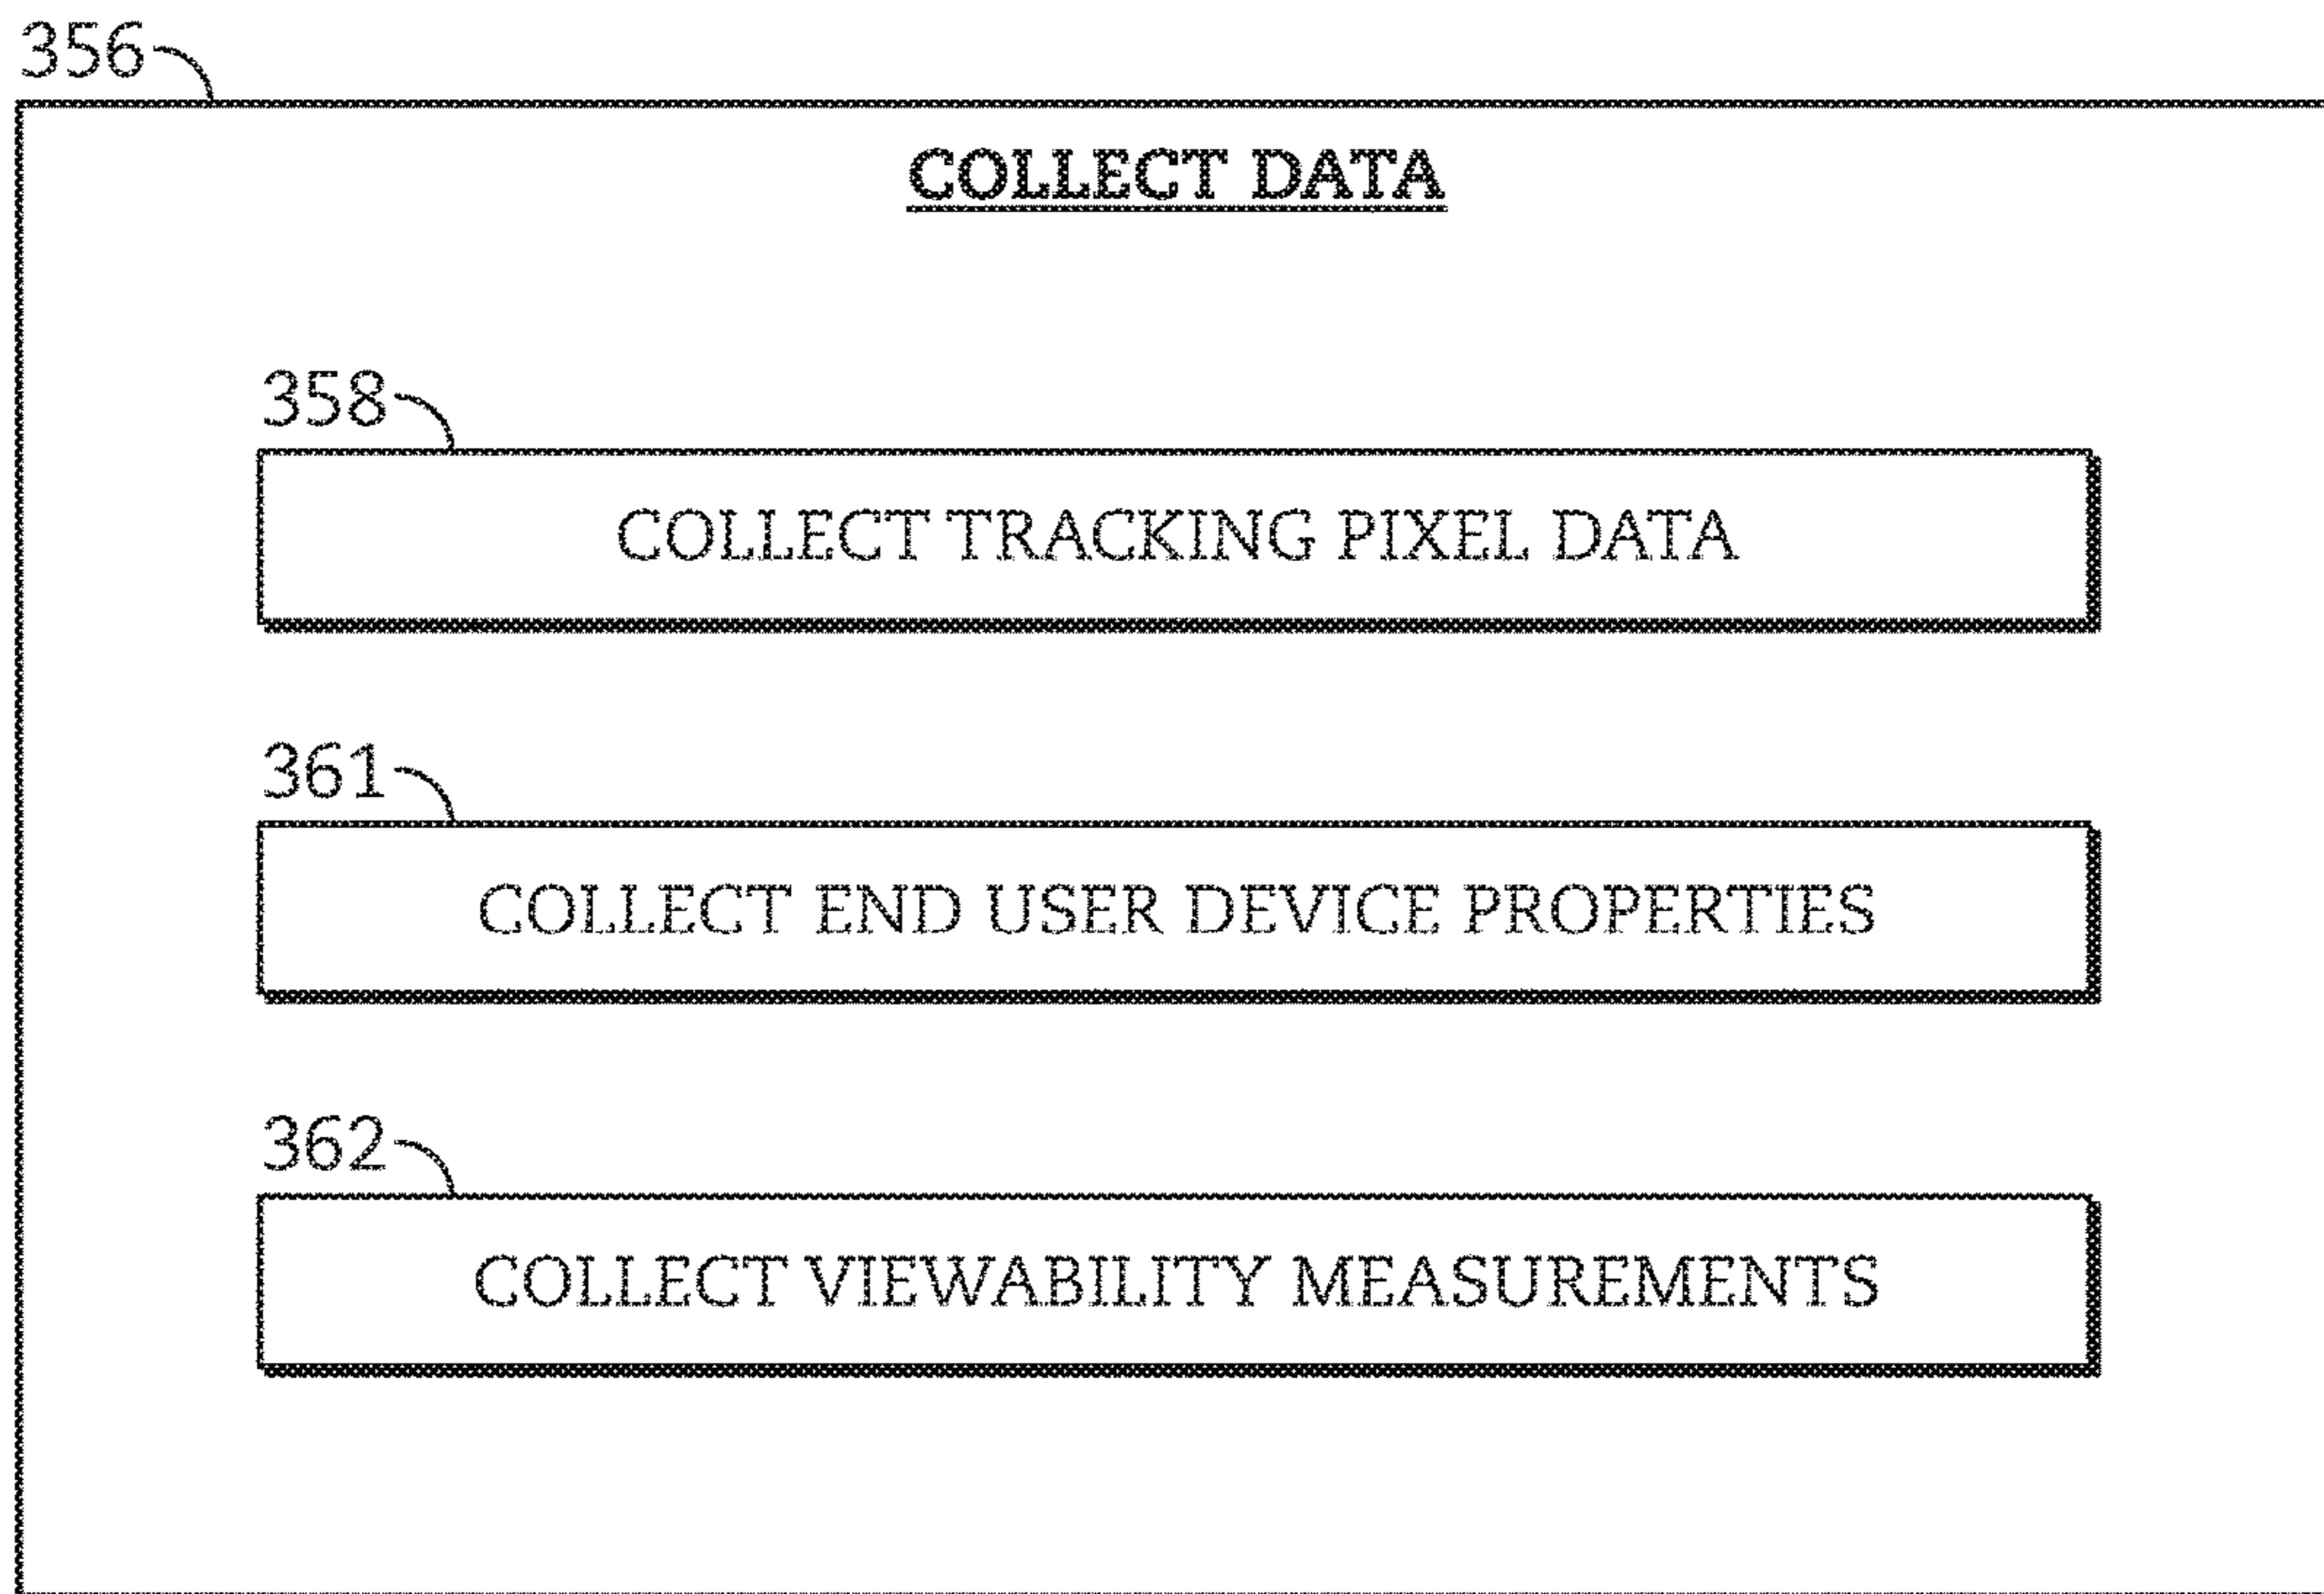 356
COLLECT DATA
358
COLLECT TRACKING PIXEL DATA
361
COLLECT END USER DEVICE PROPERTIES
362
COLLECT VIEWABILITY MEASUREMENTS